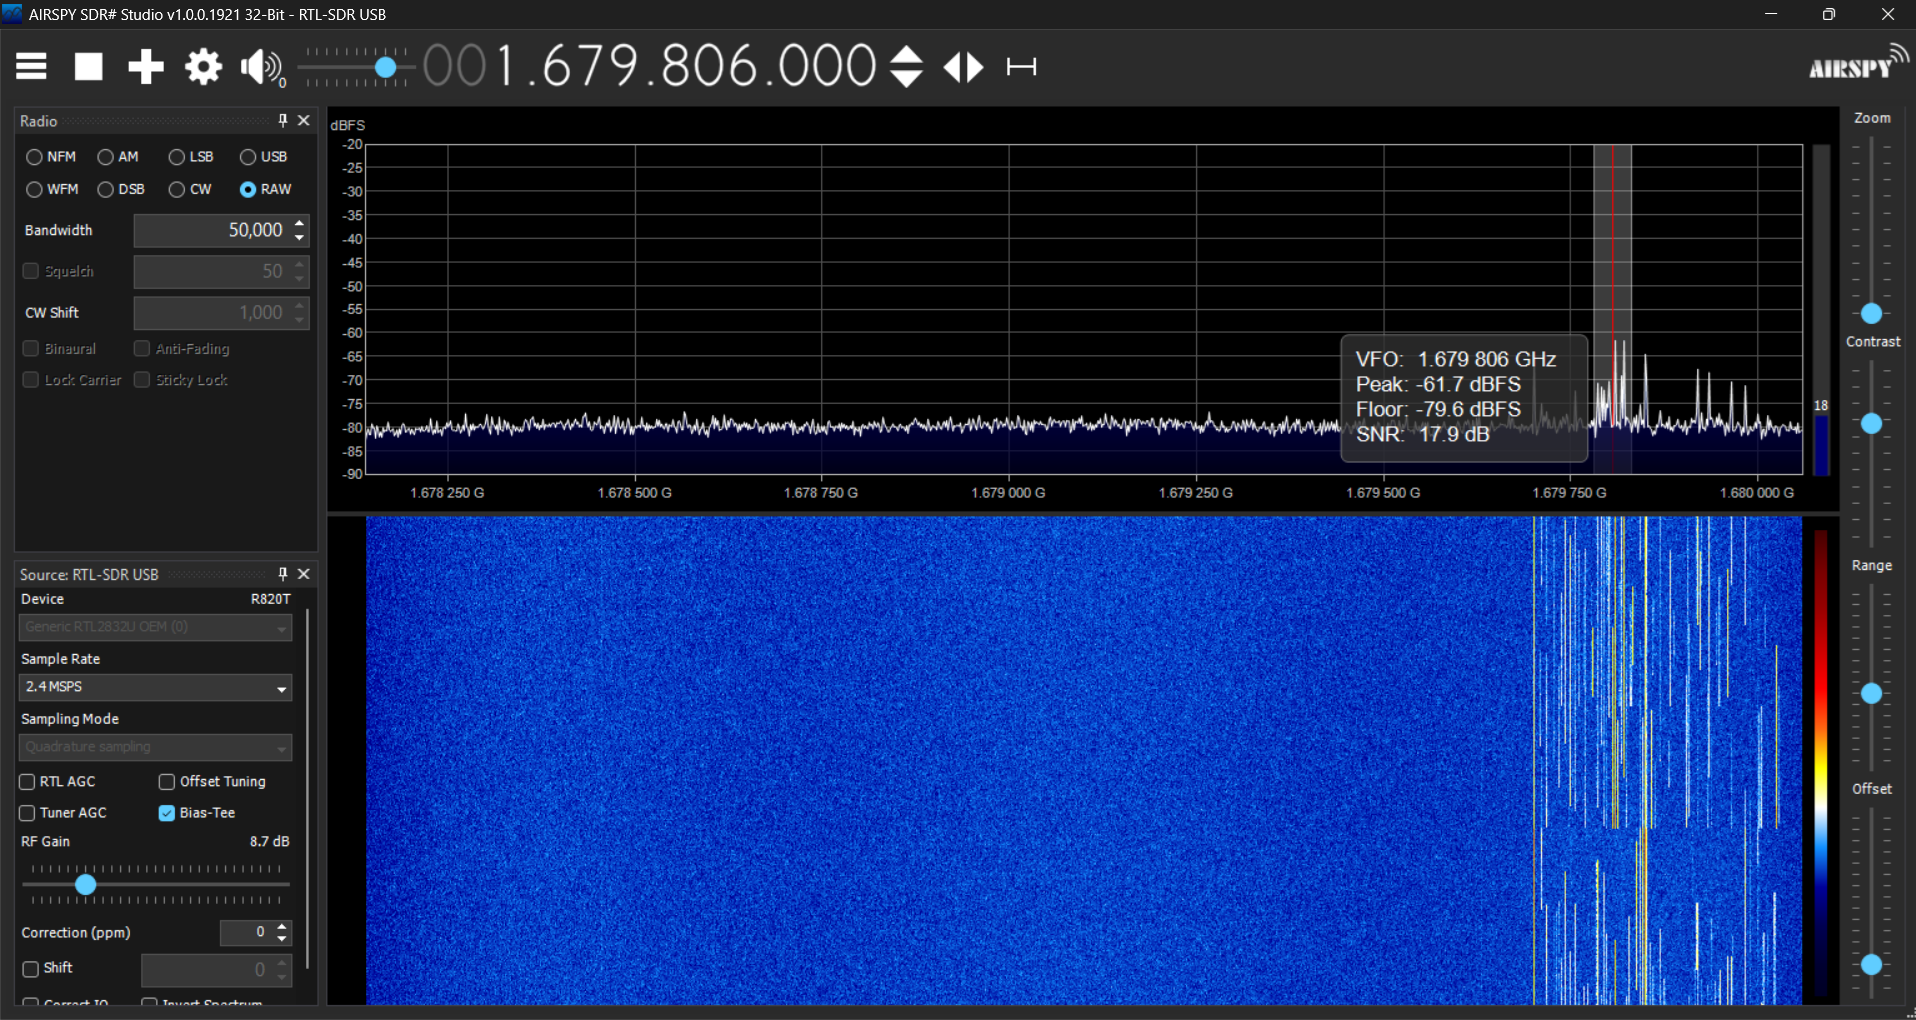 AIRSPY SDR# Studio v1.0.0.1921 32-Bit - RTL-SDR USB
0
001.679.806.000
AIRSPY
Radio
NFM AM LSB USB
WFM DSB CW RAW
Bandwidth 50,000
Squelch 50
CW Shift 1,000
Binaural Anti-Fading
Lock Carrier Sticky Lock
Source: RTL-SDR USB
Device R820T
Generic RTL2832U OEM (0)
Sample Rate
2.4 MSPS
Sampling Mode
Quadrature sampling
RTL AGC Offset Tuning
Tuner AGC Bias-Tee
RF Gain 8.7 dB
Correction (ppm) 0
Shift 0
Correct IQ Invert Spectrum
dBFS
-20
-25
-30
-35
-40
-45
-50
-55
-60
-65
-70
-75
-80
-85
-90
1.678 250 G 1.678 500 G 1.678 750 G 1.679 000 G 1.679 250 G 1.679 500 G 1.679 750 G 1.680 000 G
VFO: 1.679 806 GHz
Peak: -61.7 dBFS
Floor: -79.6 dBFS
SNR: 17.9 dB
18
Zoom
Contrast
Range
Offset